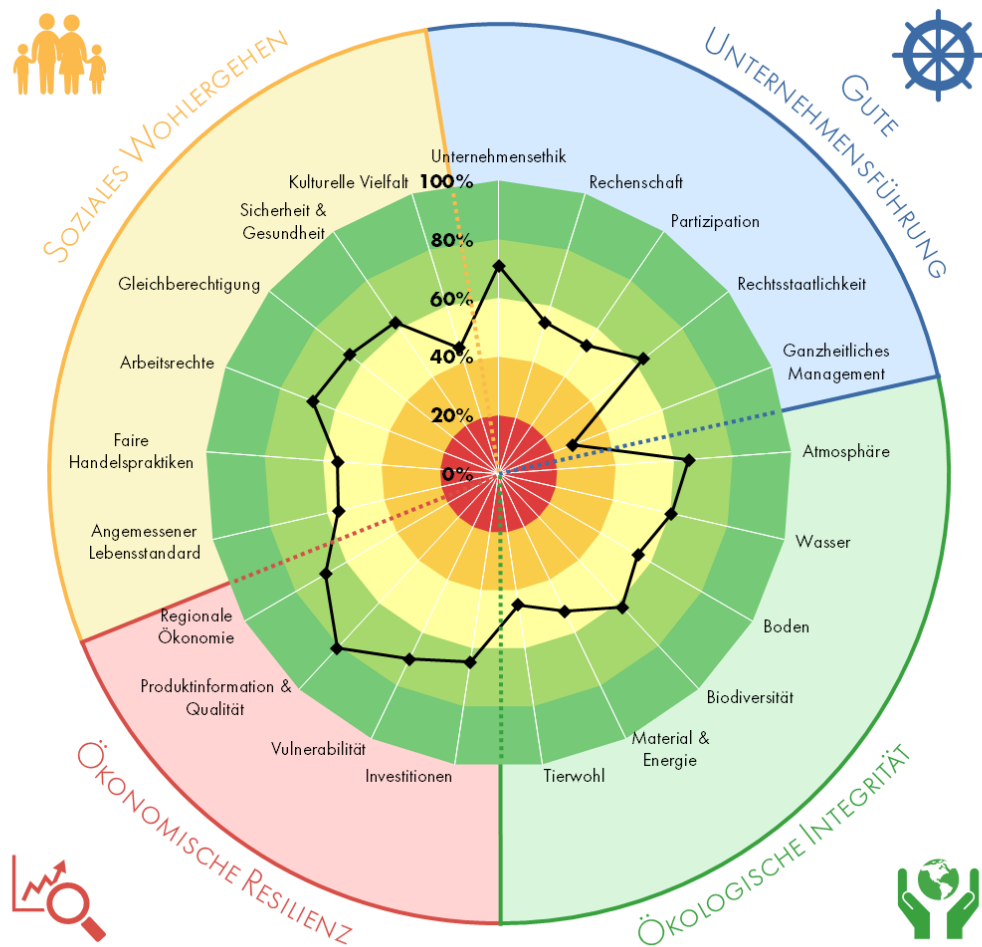 SOZIALES WOHLERGEHEN
GUTE
UNTERNEHMENSFÜHRUNG
Unternehmensethik
Rechenschaft
Partizipation
Rechtsstaatlichkeit
Ganzheitliches
Management
Atmosphäre
Wasser
Boden
Biodiversität
Material &
Energie
Tierwohl
Investitionen
Vulnerabilität
Produktinformation &
Qualität
Regionale
Ökonomie
Angemessener
Lebensstandard
Faire
Handelspraktiken
Arbeitsrechte
Gleichberechtigung
Sicherheit &
Gesundheit
Kulturelle Vielfalt
100%
80%
60%
40%
20%
0%
ÖKONOMISCHE RESILIENZ
ÖKOLOGISCHE INTEGRITÄT